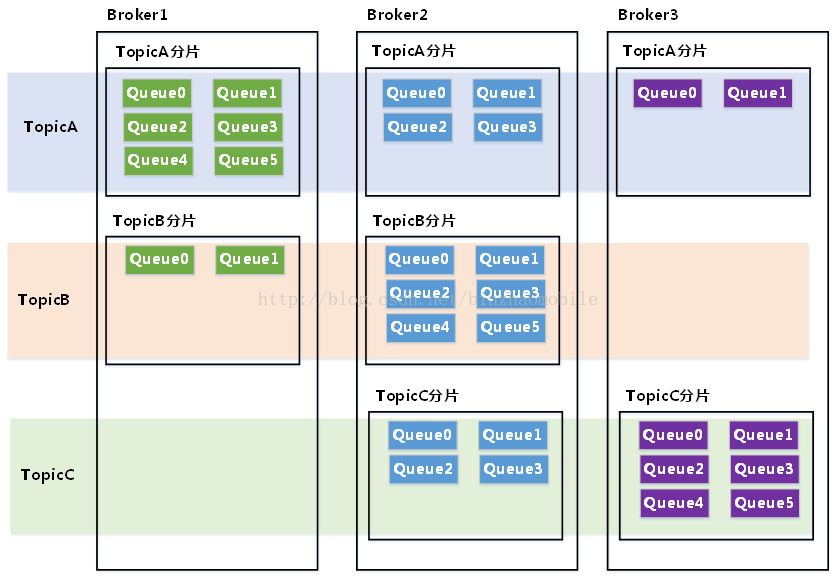 Broker1 Broker2 Broker3
TopicA分片 TopicA分片 TopicA分片
TopicA
Queue0 Queue1 Queue0 Queue1 Queue0 Queue1
Queue2 Queue3 Queue2 Queue3
Queue4 Queue5
TopicB分片 TopicB分片
TopicB
Queue0 Queue1 Queue0 Queue1
Queue2 Queue3
http://blog.csdn.net/binzhaomobile
Queue4 Queue5
TopicC分片 TopicC分片
TopicC
Queue0 Queue1 Queue0 Queue1
Queue2 Queue3 Queue2 Queue3
Queue4 Queue5